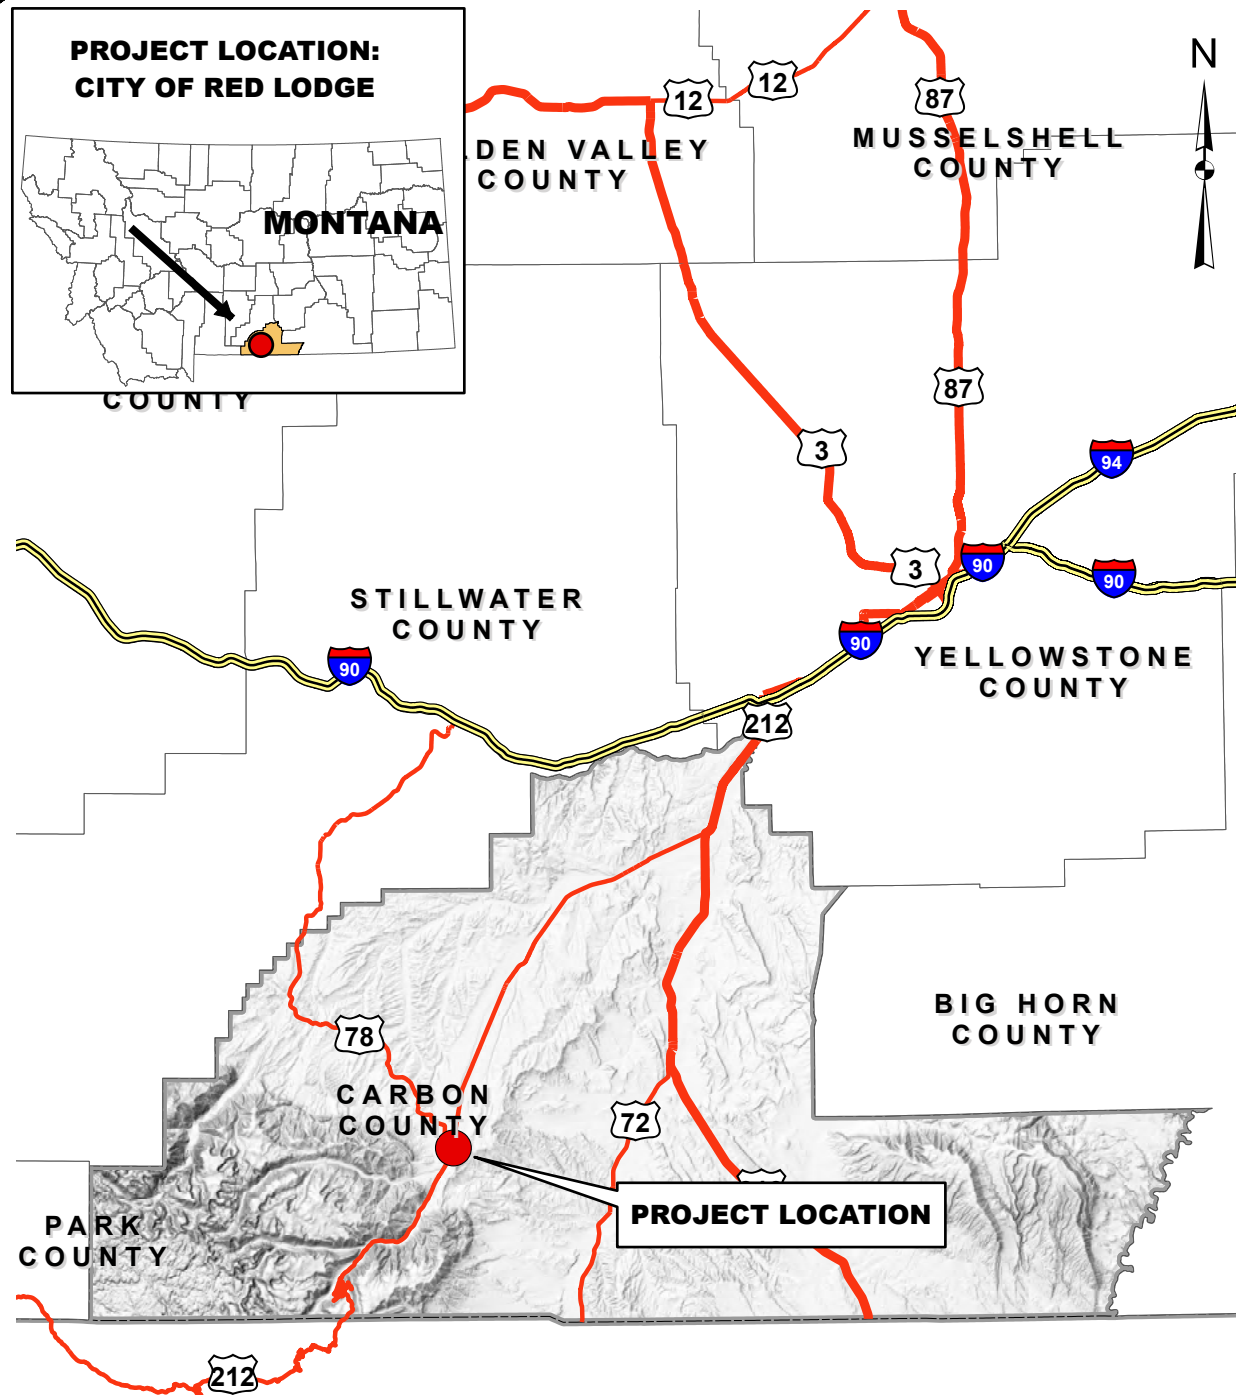 PROJECT LOCATION:
CITY OF RED LODGE
MONTANA
N
12
12
87
DEN VALLEY
COUNTY
MUSSELSHELL
COUNTY
COUNTY
87
3
94
3
90
90
STILLWATER
COUNTY
90
90
YELLOWSTONE
COUNTY
212
BIG HORN
COUNTY
78
CARBON
COUNTY
72
PROJECT LOCATION
PARK
COUNTY
212